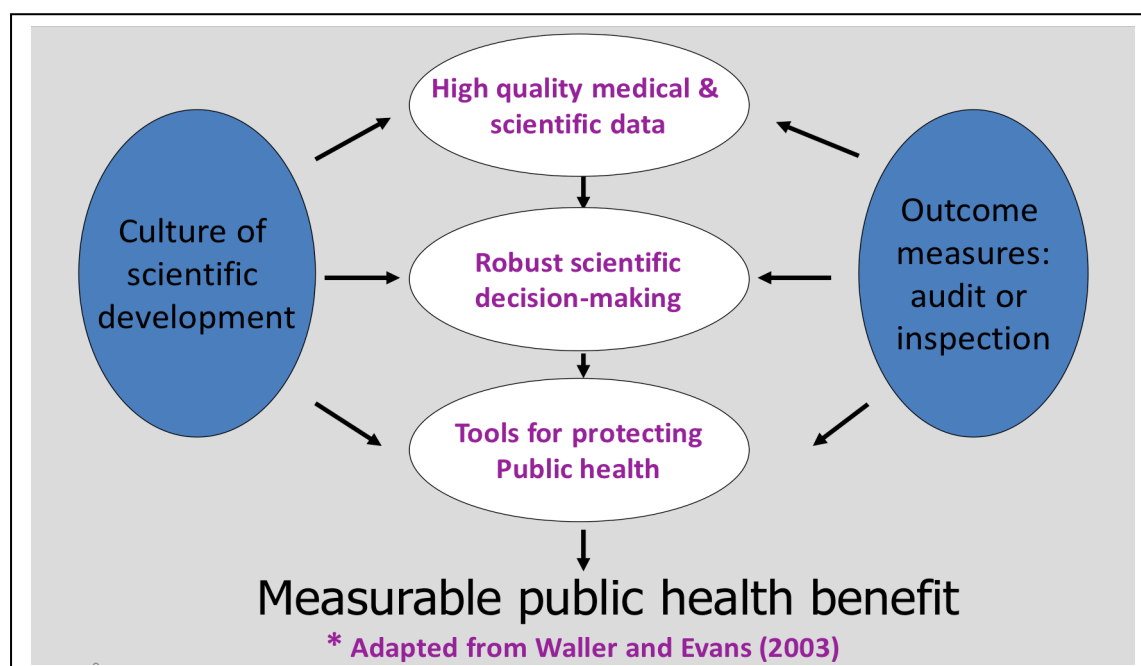 High quality medical &
scientific data
Culture of
scientific
development
Robust scientific
decision-making
Outcome
measures:
audit or
inspection
Tools for protecting
Public health
Measurable public health benefit
* Adapted from Waller and Evans (2003)